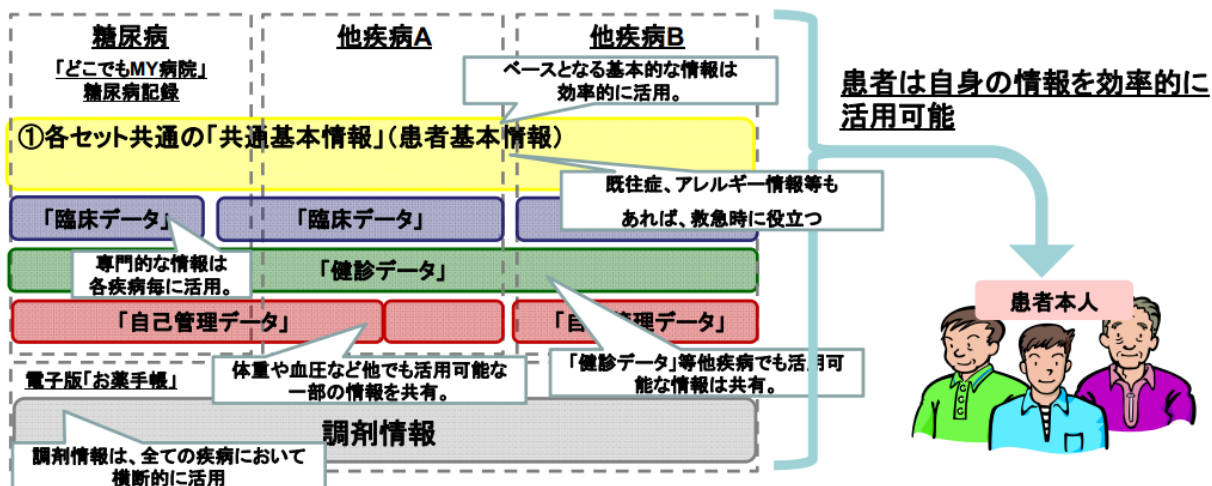 糖尿病
「どこでもMY病院」
糖尿病記録
他疾病A
他疾病B
ベースとなる基本的な情報は
効率的に活用。
患者は自身の情報を効率的に
活用可能
①各セット共通の「共通基本情報」（患者基本情報）
既往症、アレルギー情報等も
あれば、救急時に役立つ
「臨床データ」
「臨床データ」
専門的な情報は
各疾病毎に活用。
「健診データ」
「自己管理データ」
「自　管理データ」
患者本人
体重や血圧など他でも活用可能な
一部の情報を共有。
「健診データ」等他疾病でも活用可
能な情報は共有。
電子版「お薬手帳」
調剤情報
調剤情報は、全ての疾病において
横断的に活用